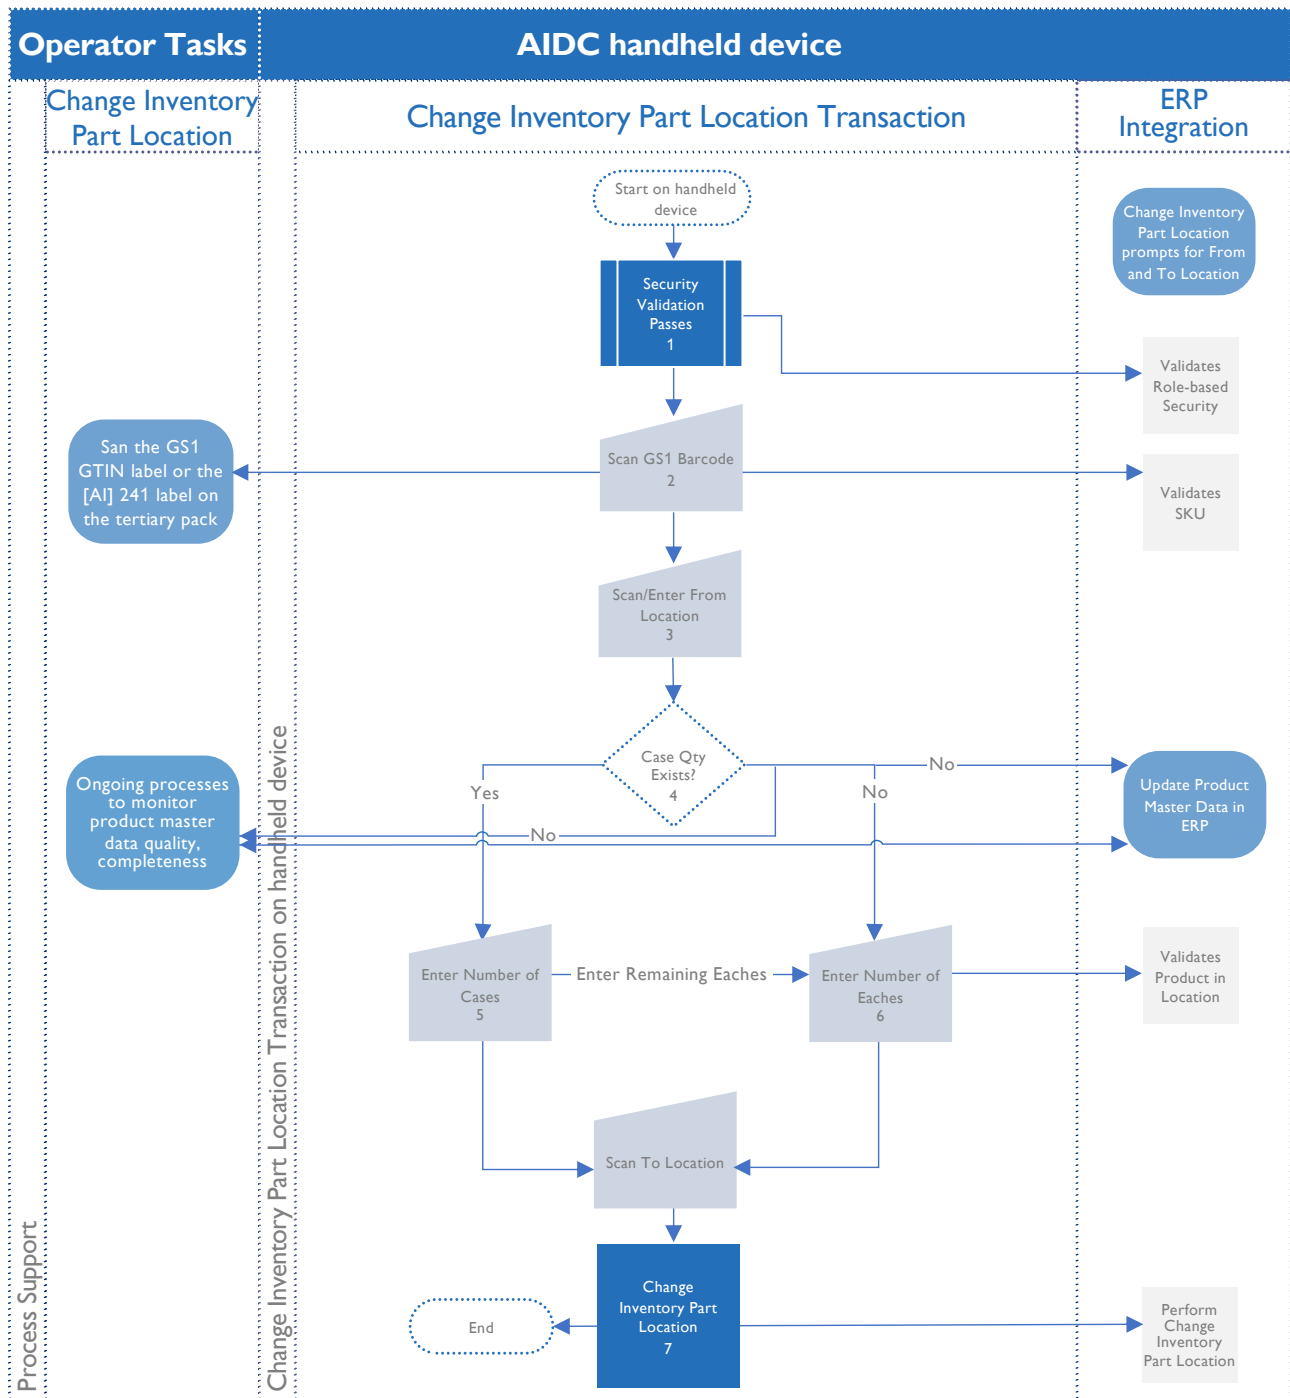 Operator Tasks
AIDC handheld device
Change Inventory
Part Location
Change Inventory Part Location Transaction
ERP
Integration
Start on handheld
device
Change Inventory
Part Location
prompts for From
and To Location
Security
Validation
Passes
1
Validates
Role-based
Security
San the GS1
GTIN label or the
[AI] 241 label on
the tertiary pack
Scan GS1 Barcode
2
Validates
SKU
Scan/Enter From
Location
3
Case Qty
Exists?
4
Yes
No
No
No
Ongoing processes
to monitor
product master
data quality,
completeness
Update Product
Master Data in
ERP
Enter Number of
Cases
5
Enter Remaining Eaches
Enter Number of
Eaches
6
Validates
Product in
Location
Scan To Location
Change
Inventory Part
Location
7
End
Perform
Change
Inventory
Part Location
Process Support
Change Inventory Part Location Transaction on handheld device